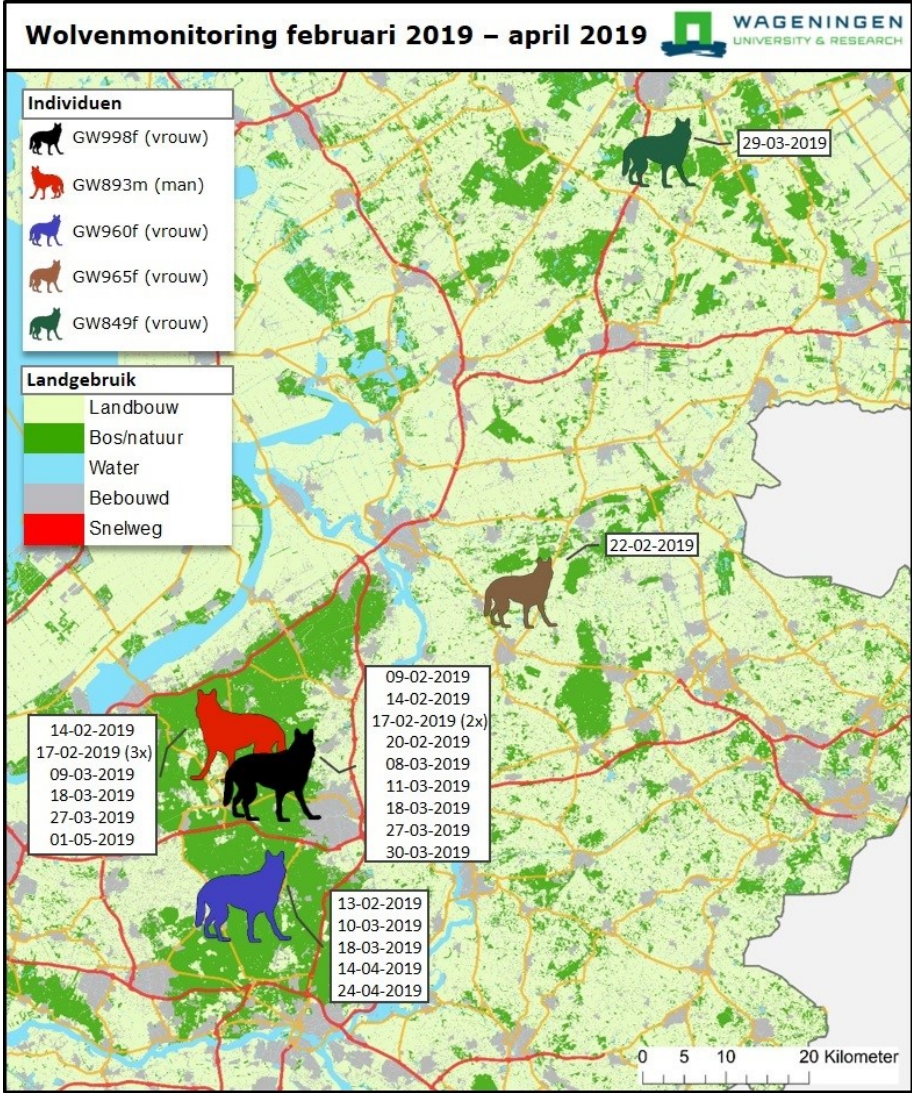 Wolvenmonitoring februari 2019 – april 2019
WAGENINGEN
UNIVERSITY & RESEARCH
Individuen
GW998f (vrouw)
GW893m (man)
GW960f (vrouw)
GW965f (vrouw)
GW849f (vrouw)
Landgebruik
Landbouw
Bos/natuur
Water
Bebouwd
Snelweg
29-03-2019
22-02-2019
14-02-2019
17-02-2019 (3x)
09-03-2019
18-03-2019
27-03-2019
01-05-2019
09-02-2019
14-02-2019
17-02-2019 (2x)
20-02-2019
08-03-2019
11-03-2019
18-03-2019
27-03-2019
30-03-2019
13-02-2019
10-03-2019
18-03-2019
14-04-2019
24-04-2019
0 5 10 20 Kilometer